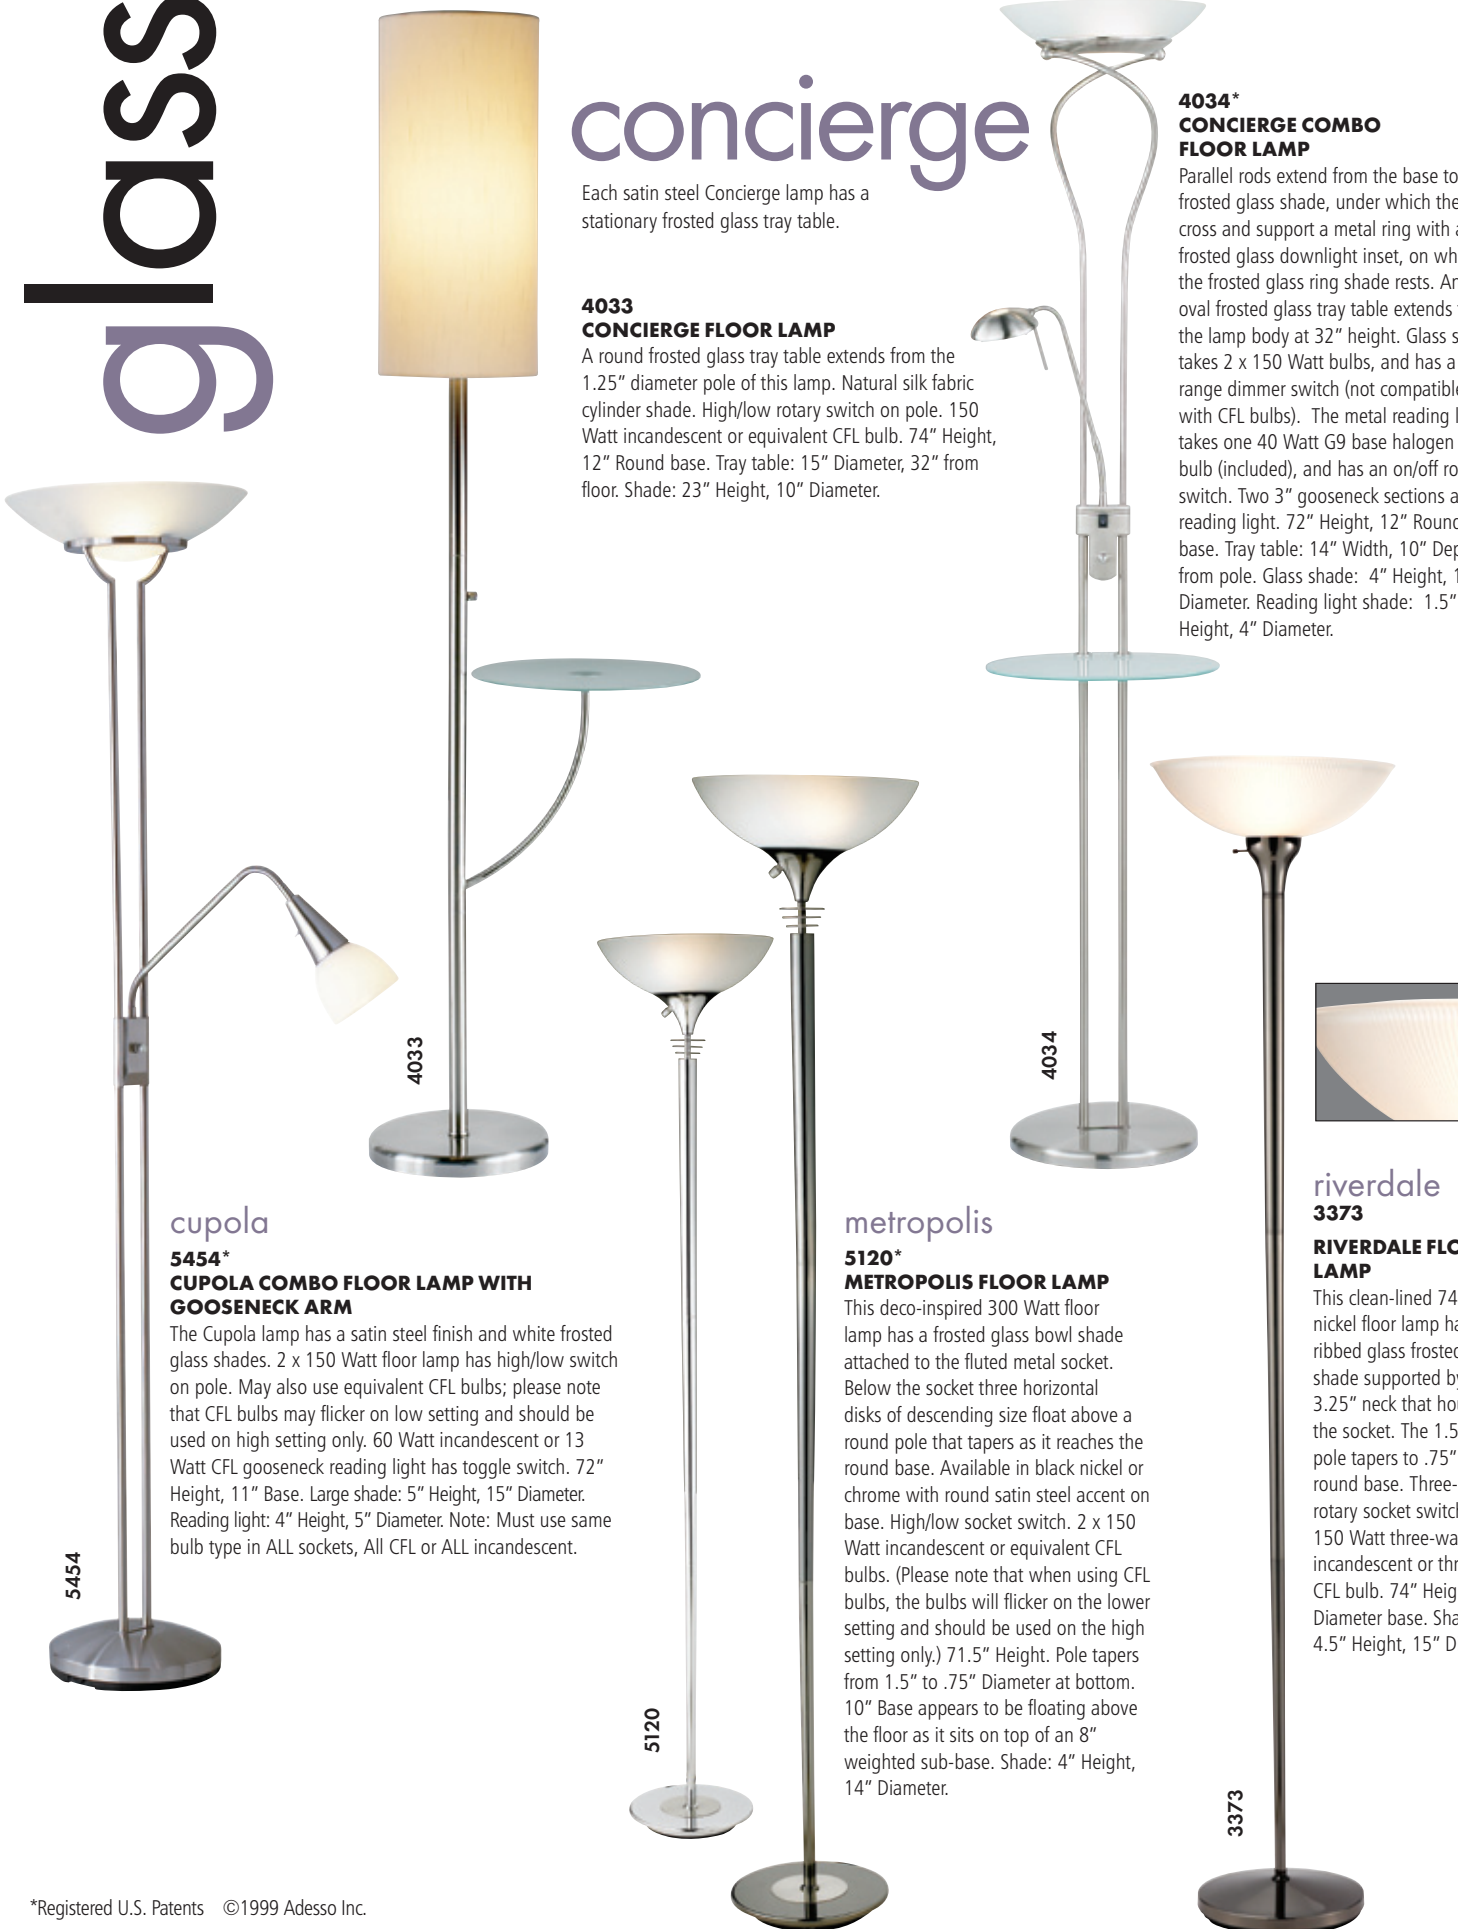 glass
concierge
Each satin steel Concierge lamp has a
stationary frosted glass tray table.
4033
CONCIERGE FLOOR LAMP
A round frosted glass tray table extends from the
1.25" diameter pole of this lamp. Natural silk fabric
cylinder shade. High/low rotary switch on pole. 150
Watt incandescent or equivalent CFL bulb. 74" Height,
12" Round base. Tray table: 15" Diameter, 32" from
floor. Shade: 23" Height, 10" Diameter.
4034*
CONCIERGE COMBO
FLOOR LAMP
Parallel rods extend from the base to
frosted glass shade, under which the
cross and support a metal ring with a
frosted glass downlight inset, on wh
the frosted glass ring shade rests. An
oval frosted glass tray table extends
the lamp body at 32" height. Glass s
takes 2 x 150 Watt bulbs, and has a
range dimmer switch (not compatible
with CFL bulbs). The metal reading l
takes one 40 Watt G9 base halogen
bulb (included), and has an on/off ro
switch. Two 3" gooseneck sections a
reading light. 72" Height, 12" Round
base. Tray table: 14" Width, 10" Dep
from pole. Glass shade: 4" Height, 1
Diameter. Reading light shade: 1.5"
Height, 4" Diameter.
4033
4034
cupola
5454*
CUPOLA COMBO FLOOR LAMP WITH
GOOSENECK ARM
The Cupola lamp has a satin steel finish and white frosted
glass shades. 2 x 150 Watt floor lamp has high/low switch
on pole. May also use equivalent CFL bulbs; please note
that CFL bulbs may flicker on low setting and should be
used on high setting only. 60 Watt incandescent or 13
Watt CFL gooseneck reading light has toggle switch. 72"
Height, 11" Base. Large shade: 5" Height, 15" Diameter.
Reading light: 4" Height, 5" Diameter. Note: Must use same
bulb type in ALL sockets, All CFL or ALL incandescent.
5454
metropolis
5120*
METROPOLIS FLOOR LAMP
This deco-inspired 300 Watt floor
lamp has a frosted glass bowl shade
attached to the fluted metal socket.
Below the socket three horizontal
disks of descending size float above a
round pole that tapers as it reaches the
round base. Available in black nickel or
chrome with round satin steel accent on
base. High/low socket switch. 2 x 150
Watt incandescent or equivalent CFL
bulbs. (Please note that when using CFL
bulbs, the bulbs will flicker on the lower
setting and should be used on the high
setting only.) 71.5" Height. Pole tapers
from 1.5" to .75" Diameter at bottom.
10" Base appears to be floating above
the floor as it sits on top of an 8"
weighted sub-base. Shade: 4" Height,
14" Diameter.
5120
riverdale
3373
RIVERDALE FLO
LAMP
This clean-lined 74
nickel floor lamp ha
ribbed glass frosted
shade supported by
3.25" neck that hou
the socket. The 1.5
pole tapers to .75"
round base. Three-
rotary socket switch
150 Watt three-wa
incandescent or thr
CFL bulb. 74" Heig
Diameter base. Sha
4.5" Height, 15" D
3373
*Registered U.S. Patents ©1999 Adesso Inc.